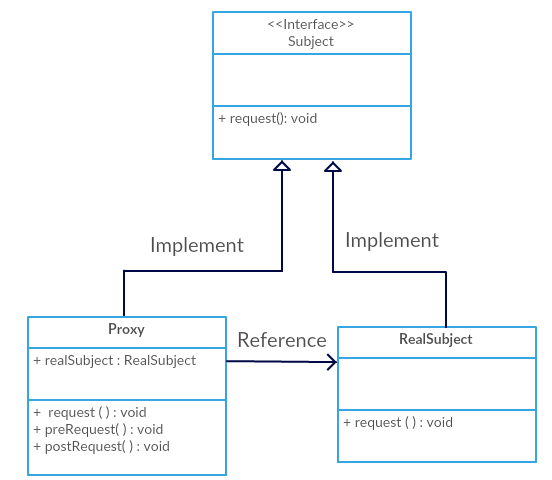 <<Interface>>
Subject
+ request(): void
Implement
Implement
Proxy
+ realSubject : RealSubject
+  request ( ) : void
+ preRequest( ) : void
+ postRequest( ) : void
Reference
RealSubject
+ request ( ) : void